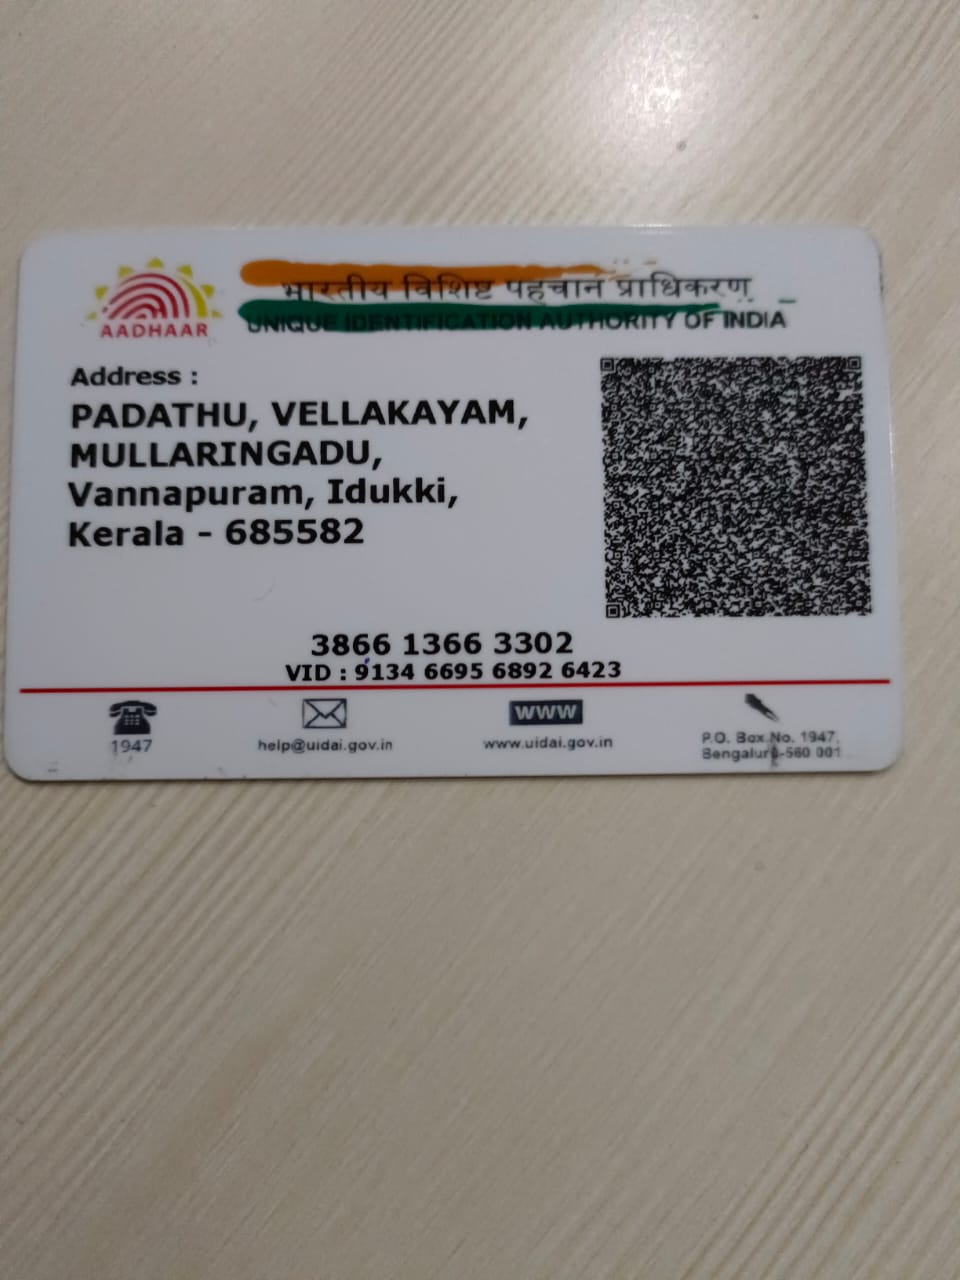 AADHAAR
भारतीय विशिष्ट पहचान प्राधिकरण
UNIQUE IDENTIFICATION AUTHORITY OF INDIA
Address :
PADATHU, VELLAKAYAM,
MULLARINGADU,
Vannapuram, Idukki,
Kerala - 685582
3866 1366 3302
VID : 9134 6695 6892 6423
1947
help@uidai.gov.in
WWW
www.uidai.gov.in
P.O. Box No. 1947,
Bengaluru-560 001